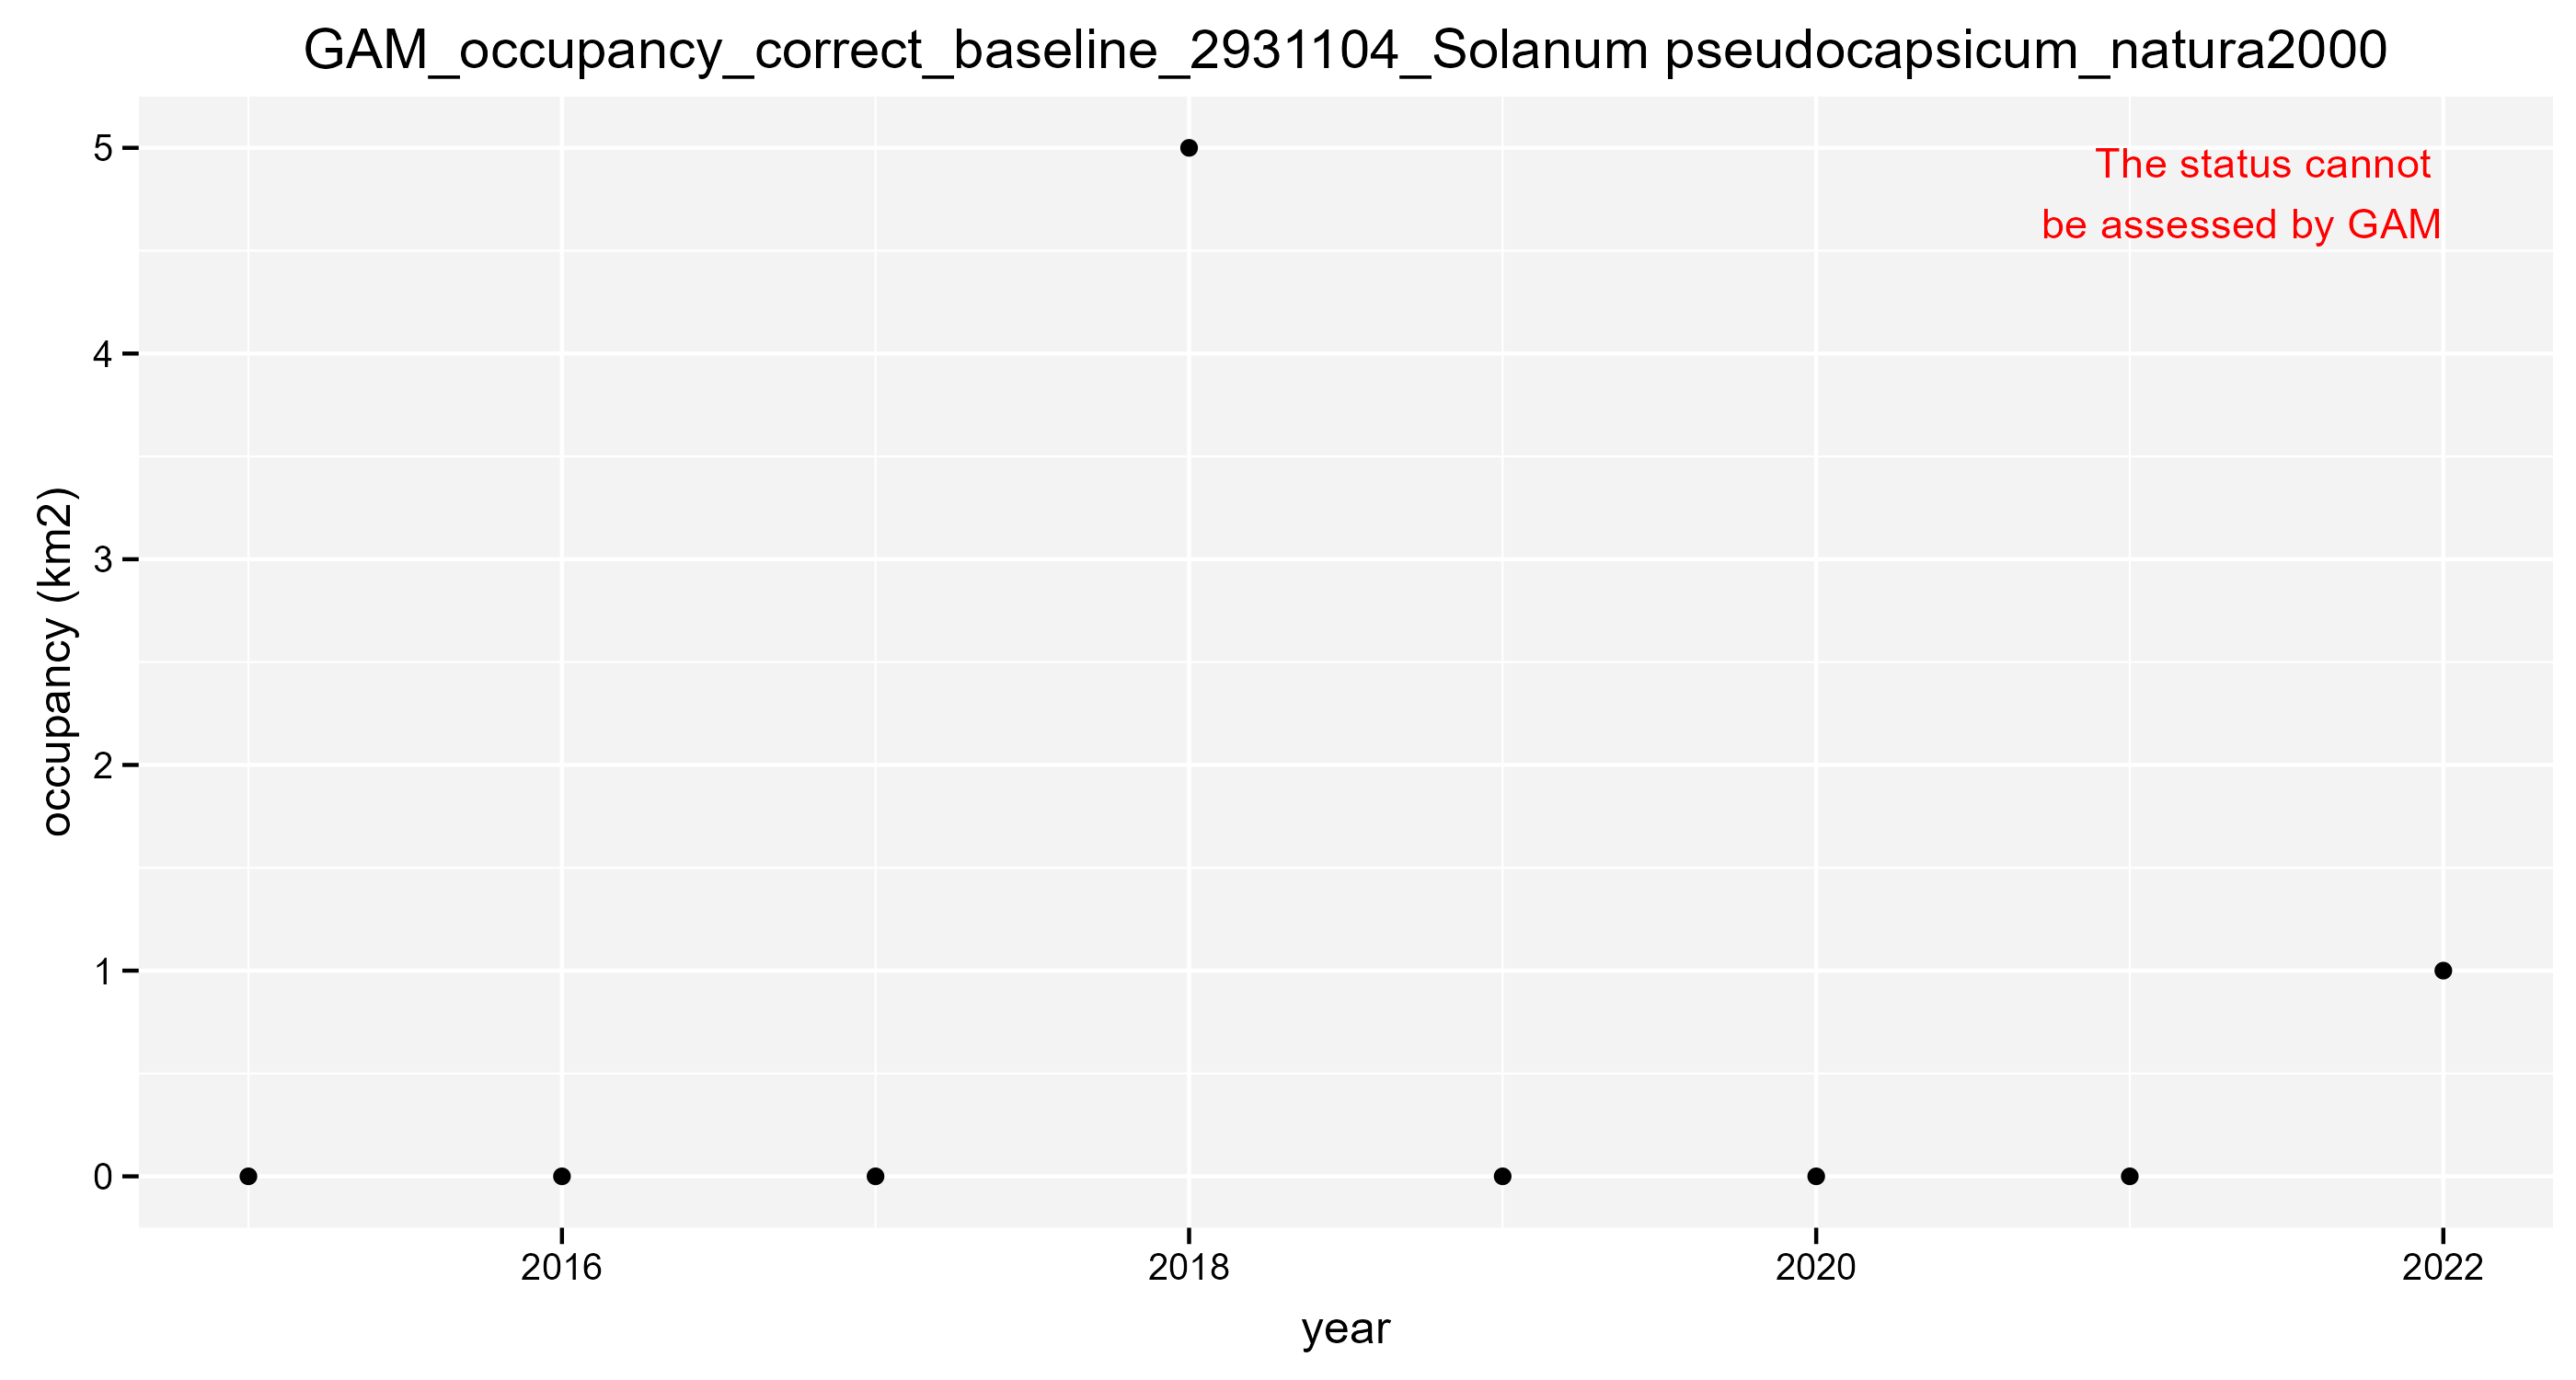 GAM_occupancy_correct_baseline_2931104_Solanum pseudocapsicum_natura2000
The status cannot
be assessed by GAM
occupancy (km2)
5
4
3
2
1
0
2016 2018 2020 2022
year